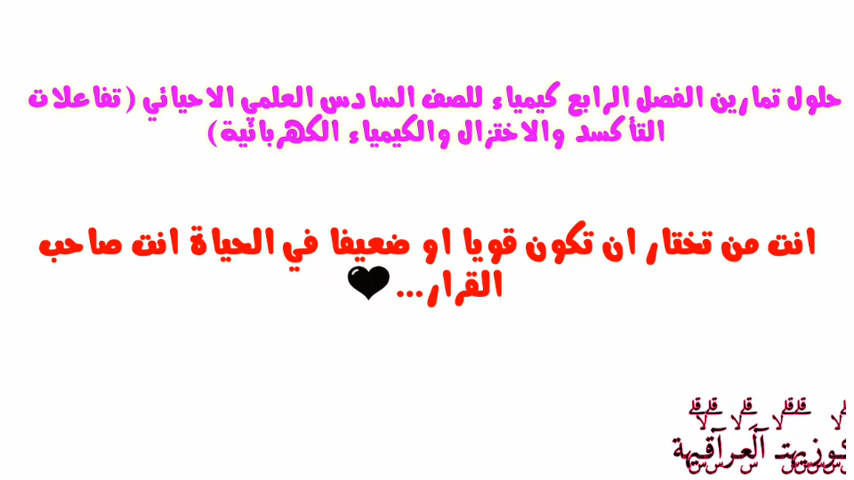 حلول تمارين الفصل الرابع كيمياء للصف السادس العلمي الاحيائي (تفاعلات
التأكسد والاختزال والكيمياء الكهربائية)
انت من تختار ان تكون قويا او ضعيفا في الحياة انت صاحب
القرار...🖤